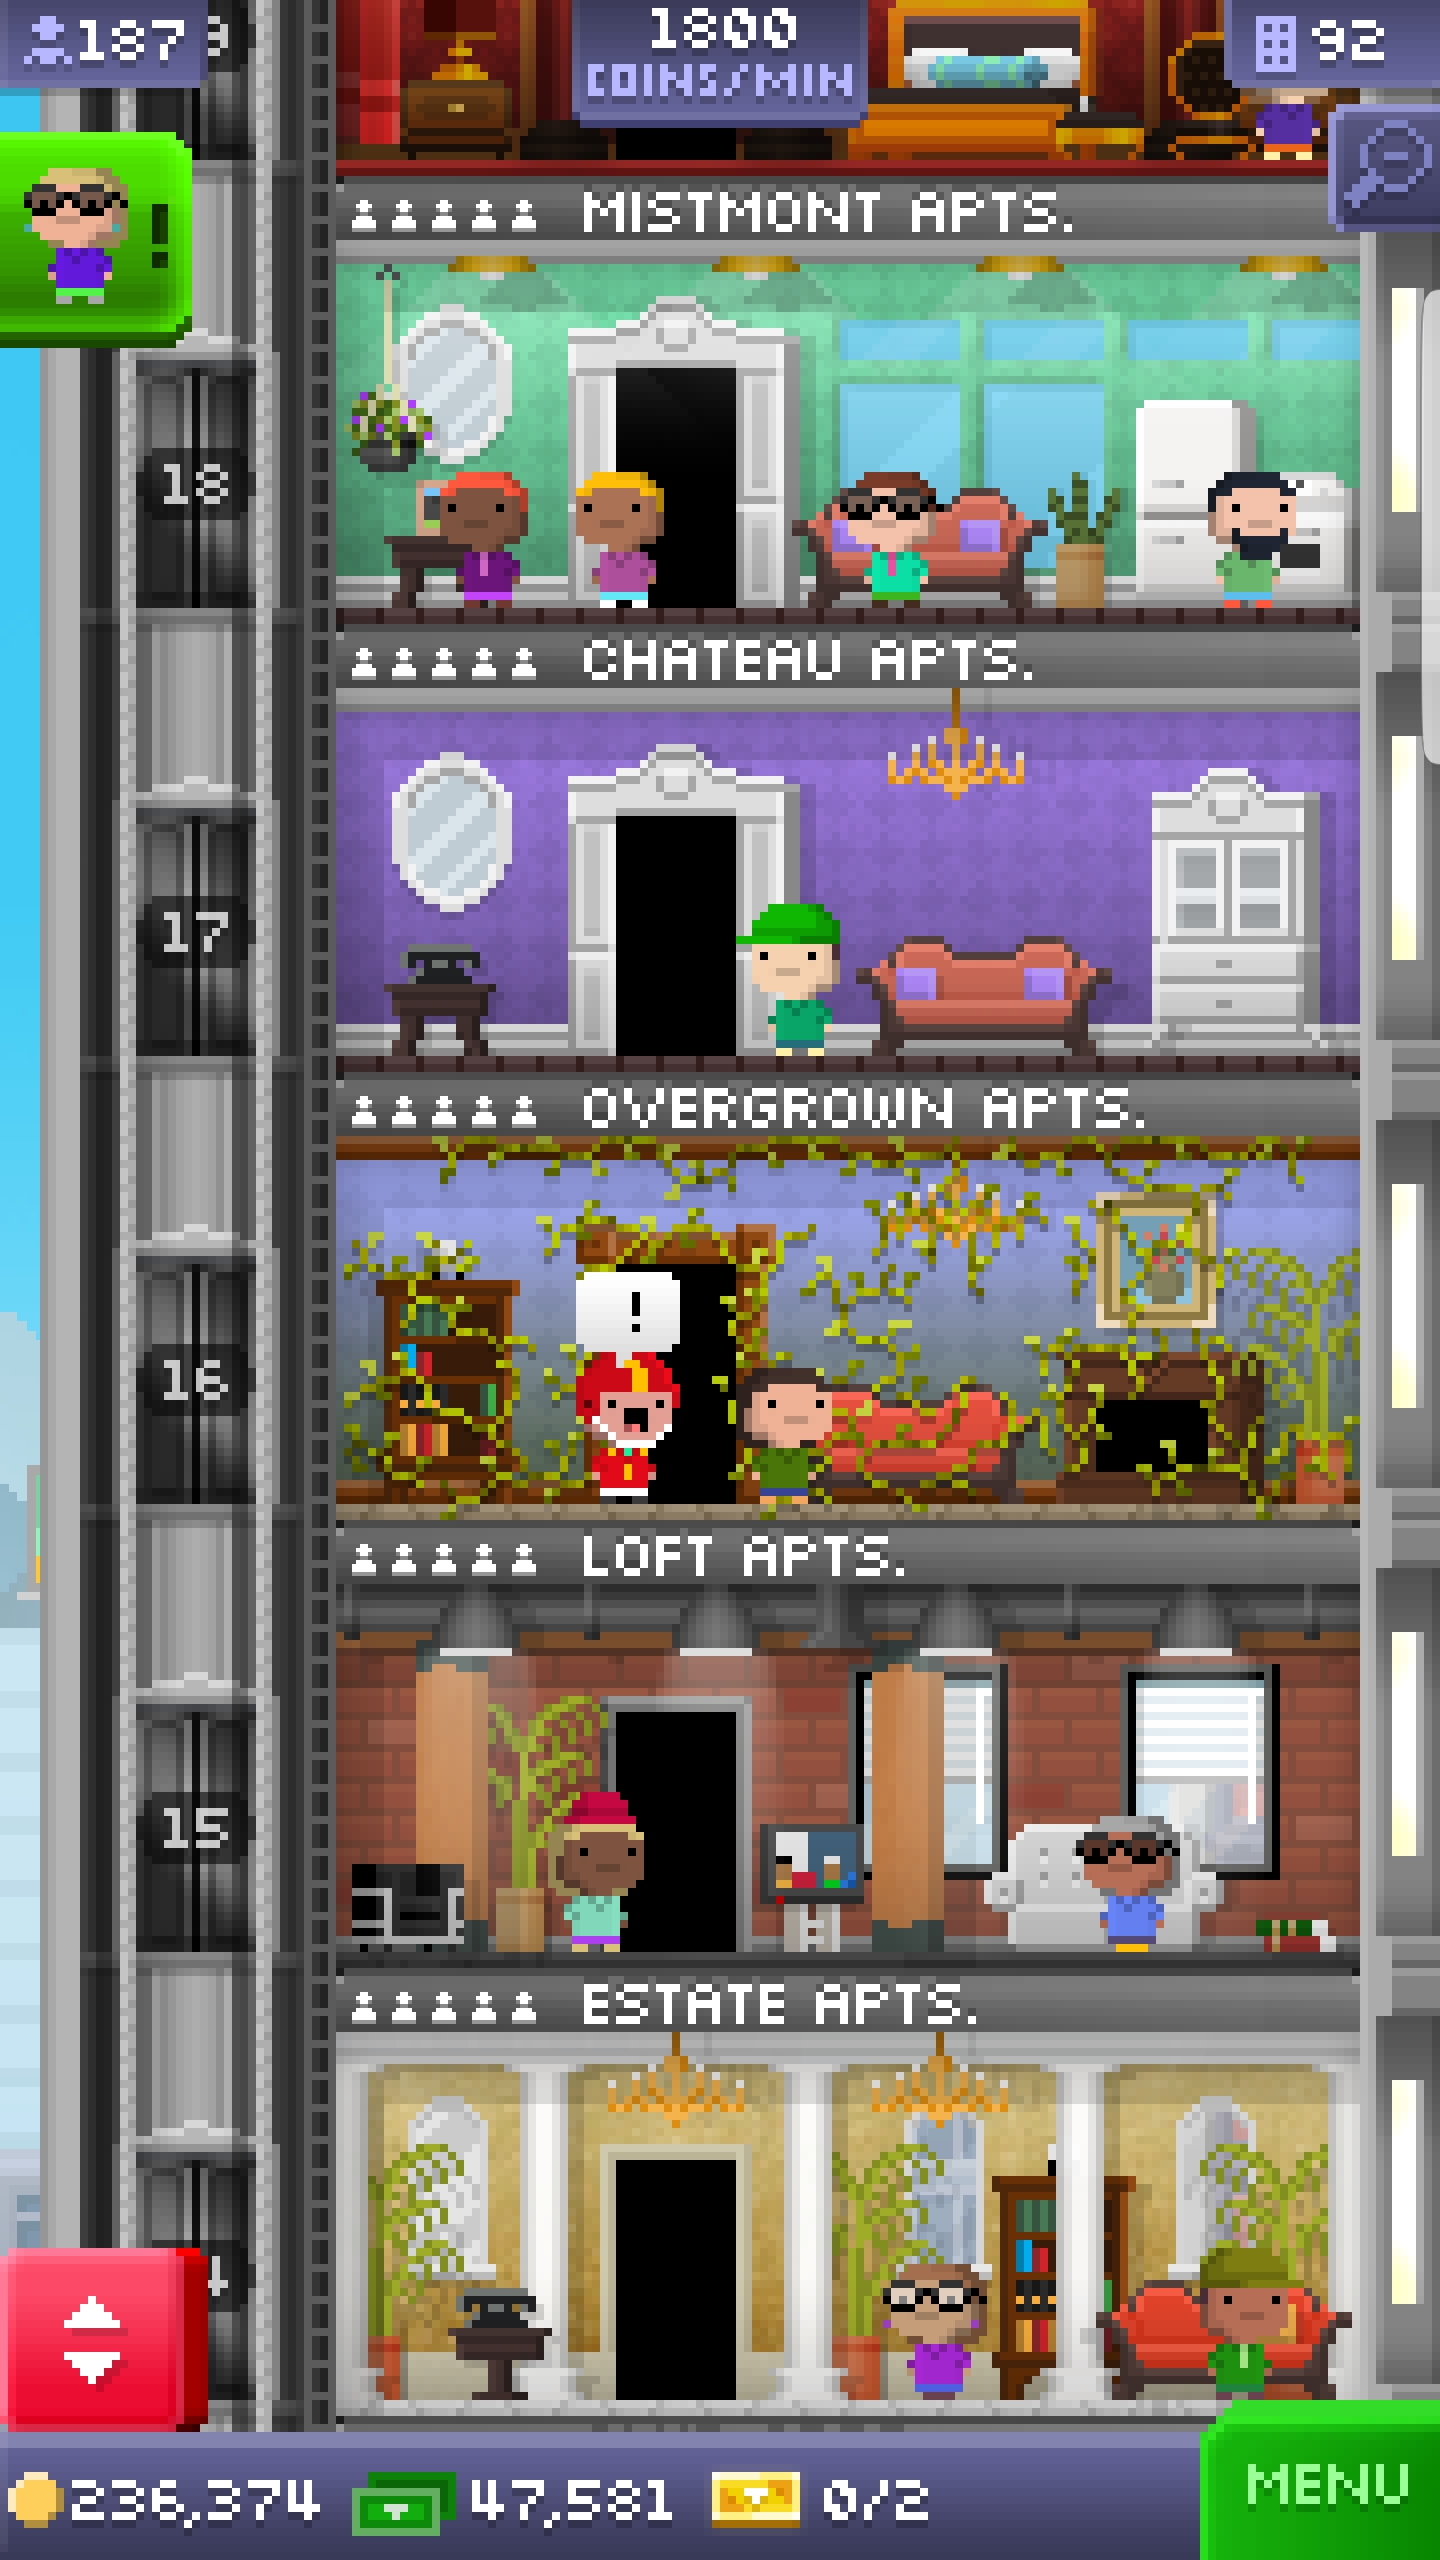 187
1800
COINS/MIN
92
!
MISTMONT APTS.
18
CHATEAU APTS.
17
OVERGROWN APTS.
!
16
LOFT APTS.
15
ESTATE APTS.
236,374
47,581
0/2
MENU